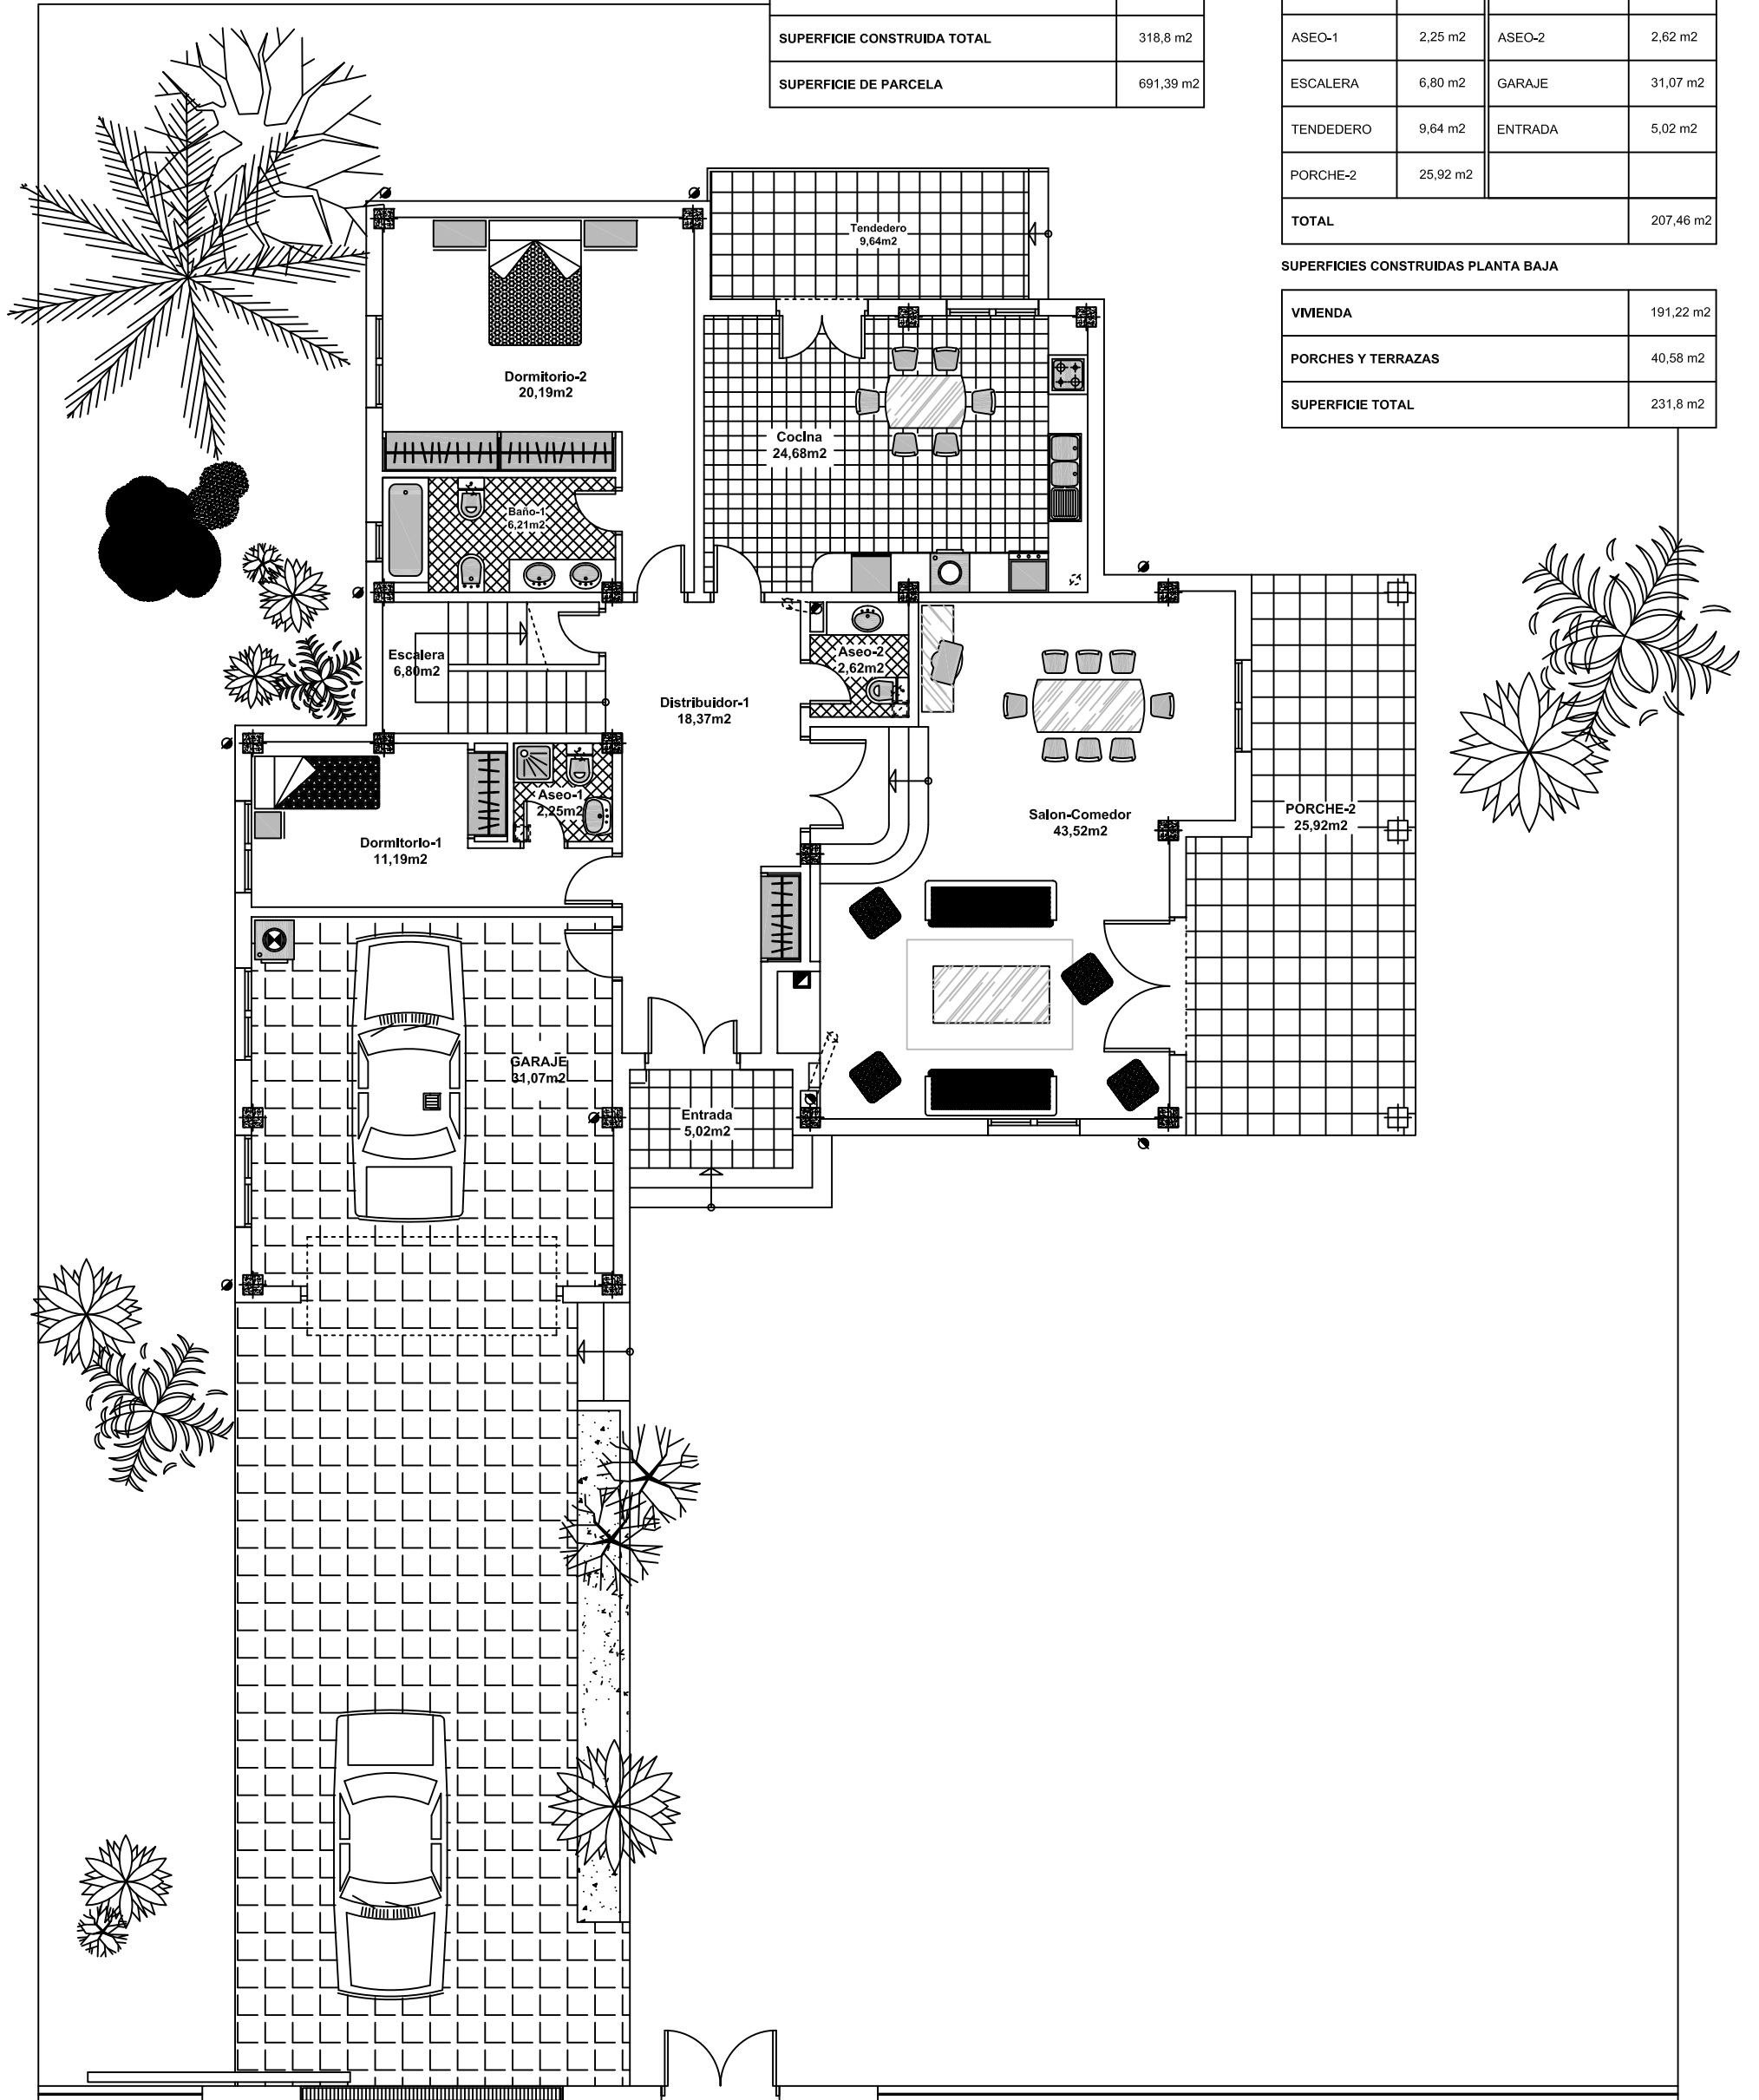 SUPERFICIE CONSTRUIDA TOTAL 318,8 m2
SUPERFICIE DE PARCELA 691,39 m2
ASEO-1 2,25 m2 ASEO-2 2,62 m2
ESCALERA 6,80 m2 GARAJE 31,07 m2
TENDEDERO 9,64 m2 ENTRADA 5,02 m2
PORCHE-2 25,92 m2
TOTAL 207,46 m2
SUPERFICIES CONSTRUIDAS PLANTA BAJA
VIVIENDA 191,22 m2
PORCHES Y TERRAZAS 40,58 m2
SUPERFICIE TOTAL 231,8 m2
Tendedero
9,64m2
Dormitorio-2
20,19m2
Cocina
24,68m2
Baño-1
6,21m2
Escalera
6,80m2
Aseo-2
2,62m2
Distribuidor-1
18,37m2
Aseo-1
2,25m2
Dormitorio-1
11,19m2
Salon-Comedor
43,52m2
PORCHE-2
25,92m2
GARAJE
31,07m2
Entrada
5,02m2